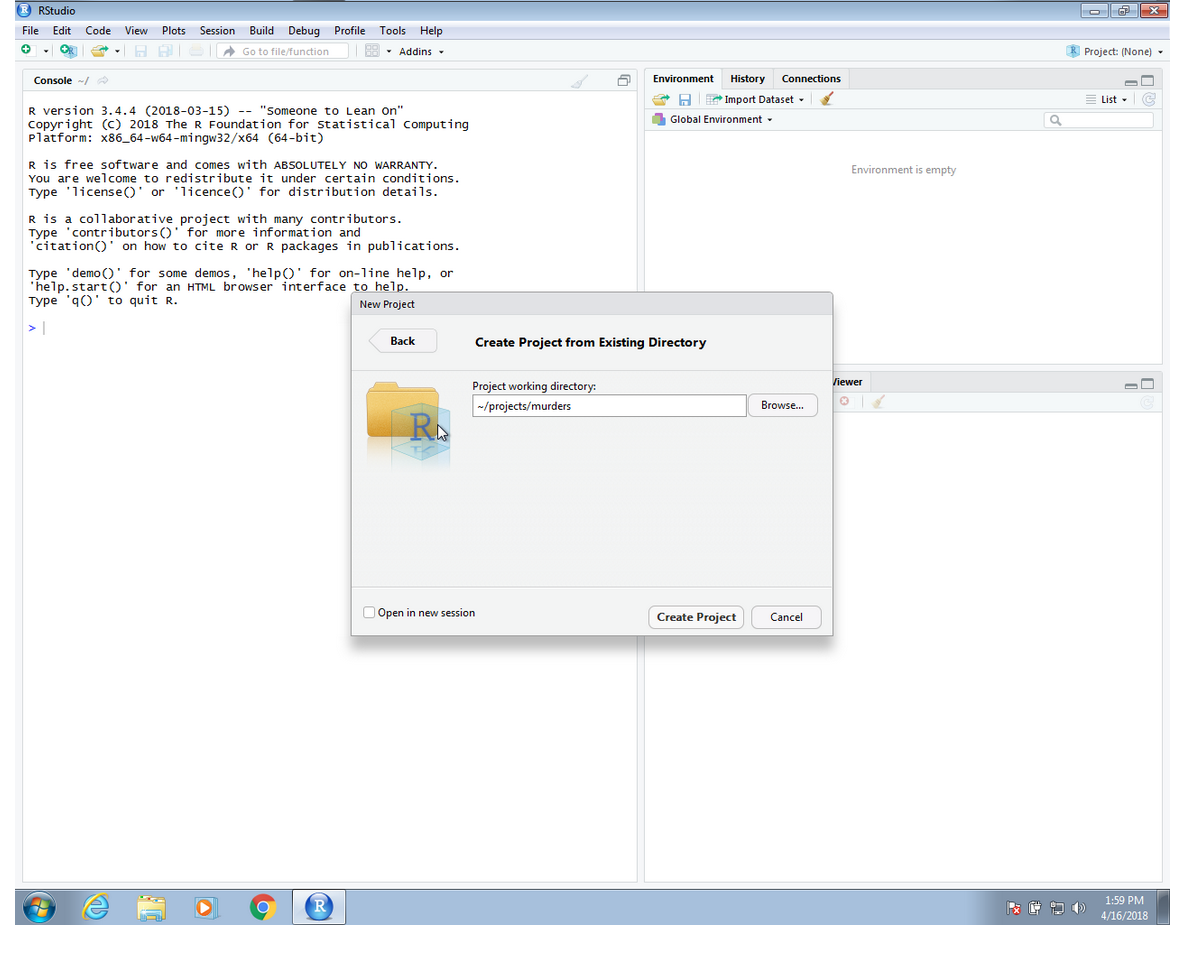 RStudio
File Edit Code View Plots Session Build Debug Profile Tools Help
Go to file/function Addins Project: (None)
Console ~/
R version 3.4.4 (2018-03-15) -- "Someone to Lean On"
Copyright (C) 2018 The R Foundation for Statistical Computing
Platform: x86_64-w64-mingw32/x64 (64-bit)
R is free software and comes with ABSOLUTELY NO WARRANTY.
You are welcome to redistribute it under certain conditions.
Type 'license()' or 'licence()' for distribution details.
R is a collaborative project with many contributors.
Type 'contributors()' for more information and
'citation()' on how to cite R or R packages in publications.
Type 'demo()' for some demos, 'help()' for on-line help, or
'help.start()' for an HTML browser interface to help.
Type 'q()' to quit R.
>
Environment History Connections
Import Dataset List
Global Environment
Environment is empty
Viewer
New Project
Back
Create Project from Existing Directory
R
Project working directory:
~/projects/murders Browse...
Open in new session
Create Project Cancel
1:59 PM
4/16/2018